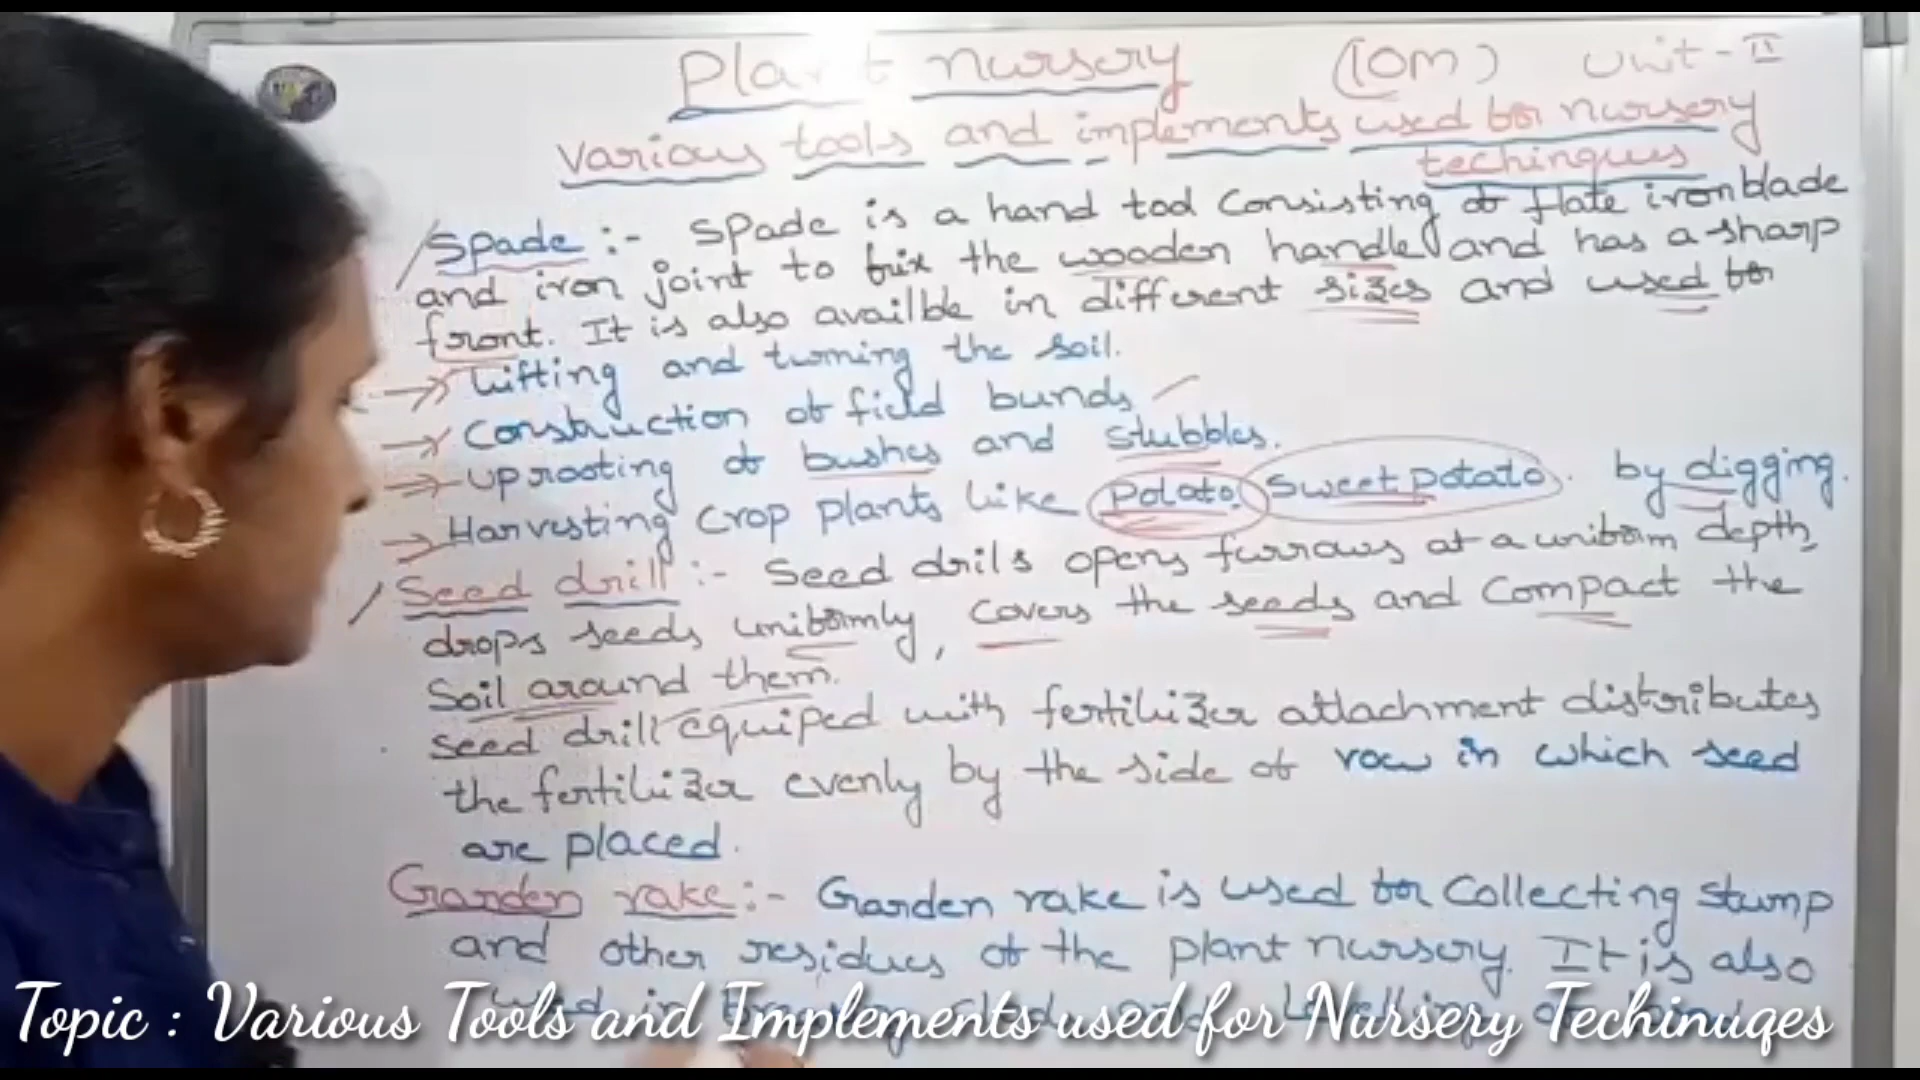 Plant nursery (10m) Unit - II
Various tools and implements used for nursery
techinques
Spade :- Spade is a hand tool consisting of flate iron blade
and iron joint to fix the wooden handle and has a sharp
front. It is also availble in different sizes and used for
→ Lifting and turning the soil.
→ Construction of field bunds
→ Uprooting of bushes and stubbles.
→ Harvesting crop plants like Potato, Sweet potato. by digging.
Seed drill :- Seed drils opens furrows at a uniform depth,
drops seeds uniformly, covers the seeds and compact the
Soil around them.
seed drill equiped with fertilizer attachment distributes
the fertilizer evenly by the side of row in which seed
are placed.
Garden rake :- Garden rake is used for collecting stump
and other residues of the plant nursery. It is also
used in
Topic : Various Tools and Implements used for Nursery Techinuqes